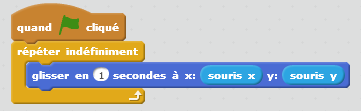 quand cliqué
répéter indéfiniment
glisser en 1 secondes à x: souris x y: souris y